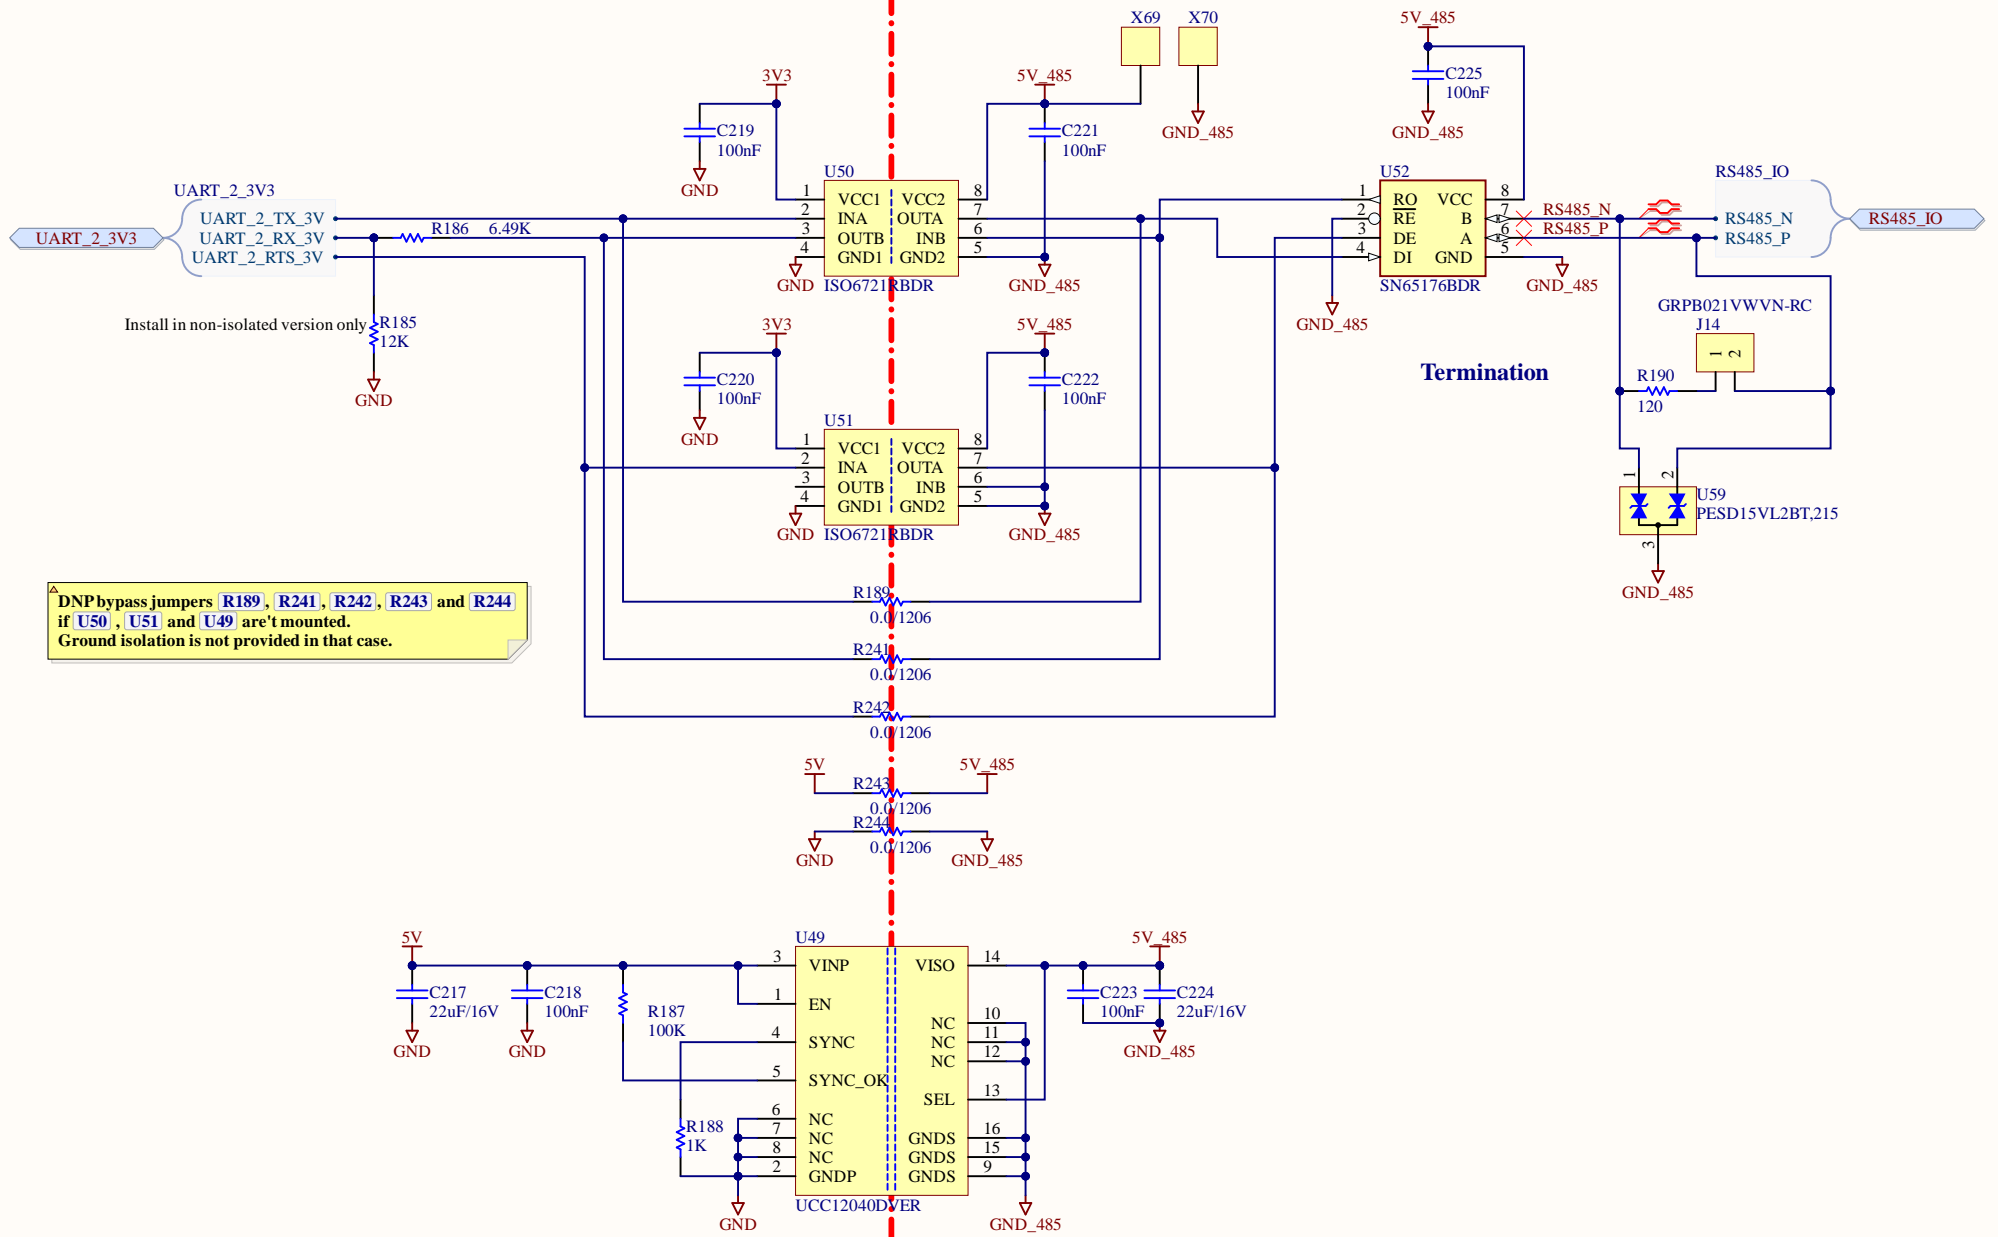 X69
X70
5V_485
3V3
5V_485
C225
100nF
C219
100nF
C221
100nF
GND_485
GND_485
U50
U52
GND
UART_2_3V3
RS485_IO
1 VCC1 VCC2 8
2 INA OUTA 7
3 OUTB INB 6
4 GND1 GND2 5
1 RO VCC 8
2 RE B 7
3 DE A 6
4 DI GND 5
RS485_N
RS485_P
UART_2_TX_3V
UART_2_RX_3V
UART_2_RTS_3V
UART_2_3V3
R186 6.49K
RS485_N
RS485_P
RS485_IO
GND
ISO6721RBDR
GND_485
SN65176BDR
GND_485
GND_485
Install in non-isolated version only
R185
12K
GND
3V3
5V_485
C220
100nF
C222
100nF
GND
Termination
GRPB021VWVN-RC
J14
1 2
R190
120
U51
1 VCC1 VCC2 8
2 INA OUTA 7
3 OUTB INB 6
4 GND1 GND2 5
GND
ISO6721RBDR
GND_485
1 2
U59
PESD15VL2BT,215
3
GND_485
DNP bypass jumpers R189, R241, R242, R243 and R244
if U50 , U51 and U49 are't mounted.
Ground isolation is not provided in that case.
R189
0.0/1206
R241
0.0/1206
R242
0.0/1206
5V
R243
5V_485
0.0/1206
R244
GND
0.0/1206
GND_485
5V
U49
5V_485
3 VINP VISO 14
C217
22uF/16V
C218
100nF
R187
100K
1 EN
C223
100nF
C224
22uF/16V
GND
GND
GND_485
4 SYNC
NC 10
NC 11
NC 12
5 SYNC_OK
SEL 13
6 NC
7 NC
8 NC
2 GNDP
R188
1K
GNDS 16
GNDS 15
GNDS 9
UCC12040DVER
GND
GND_485